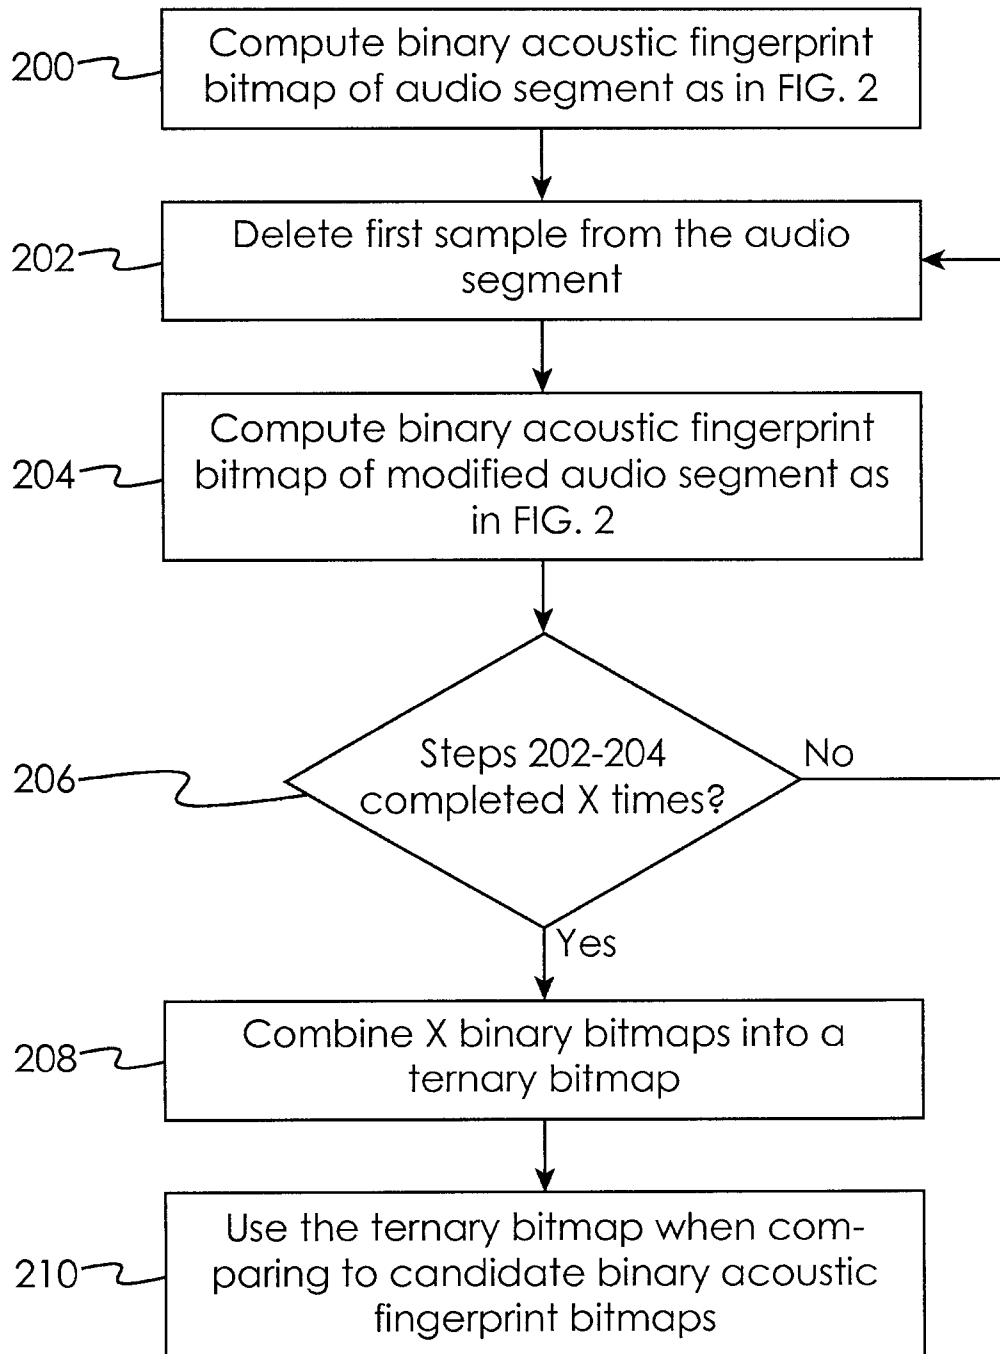 200
Compute binary acoustic fingerprint
bitmap of audio segment as in FIG. 2
202
Delete first sample from the audio
segment
204
Compute binary acoustic fingerprint
bitmap of modified audio segment as
in FIG. 2
206
Steps 202-204
completed X times?
No
Yes
208
Combine X binary bitmaps into a
ternary bitmap
210
Use the ternary bitmap when com-
paring to candidate binary acoustic
fingerprint bitmaps